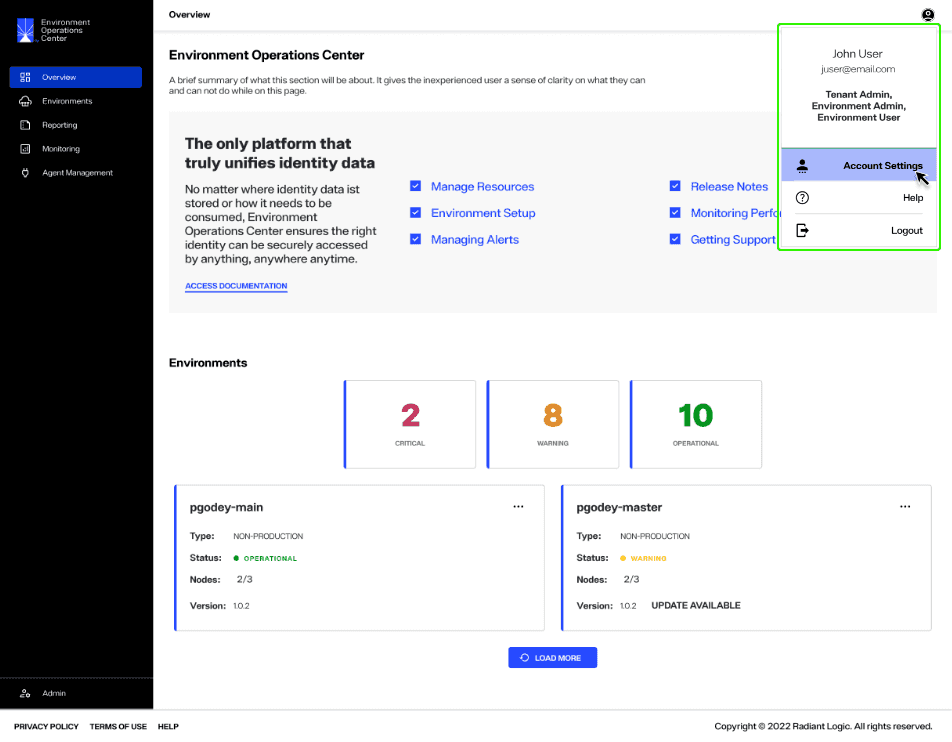 Environment
Operations
Center
Overview
Environments
Reporting
Monitoring
Agent Management
Admin
Overview
Environment Operations Center
A brief summary of what this section will be about. It gives the inexperienced user a sense of clarity on what they can
and can not do while on this page.
The only platform that
truly unifies identity data
No matter where identity data ist
stored or how it needs to be
consumed, Environment
Operations Center ensures the right
identity can be securely accessed
by anything, anywhere anytime.
ACCESS DOCUMENTATION
Manage Resources
Environment Setup
Managing Alerts
Release Notes
Monitoring Perfo
Getting Support
John User
juser@email.com
Tenant Admin,
Environment Admin,
Environment User
Account Settings
Help
Logout
Environments
2
CRITICAL
8
WARNING
10
OPERATIONAL
pgodey-main
Type: NON-PRODUCTION
Status: OPERATIONAL
Nodes: 2/3
Version: 1.0.2
pgodey-master
Type: NON-PRODUCTION
Status: WARNING
Nodes: 2/3
Version: 1.0.2 UPDATE AVAILABLE
LOAD MORE
PRIVACY POLICY TERMS OF USE HELP
Copyright © 2022 Radiant Logic. All rights reserved.